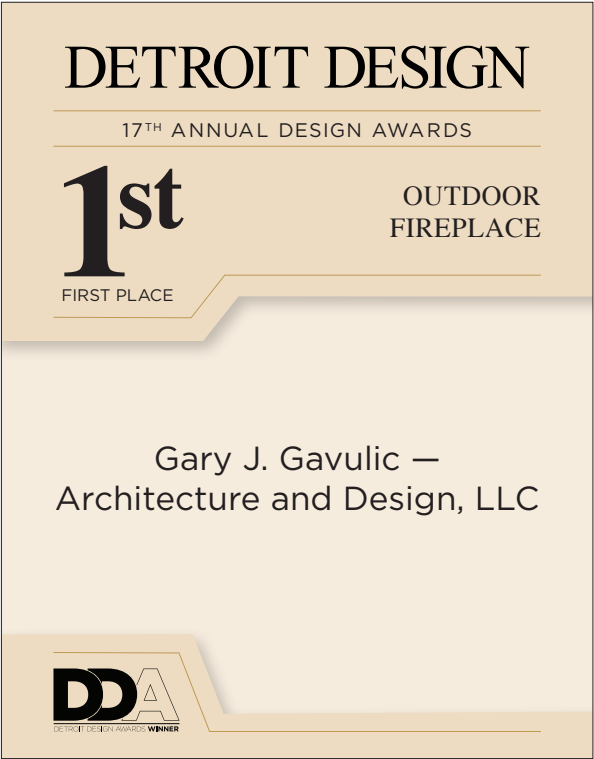 DETROIT DESIGN
17TH ANNUAL DESIGN AWARDS
1st
FIRST PLACE
OUTDOOR
FIREPLACE
Gary J. Gavulic —
Architecture and Design, LLC
DDA
DETROIT DESIGN AWARDS WINNER